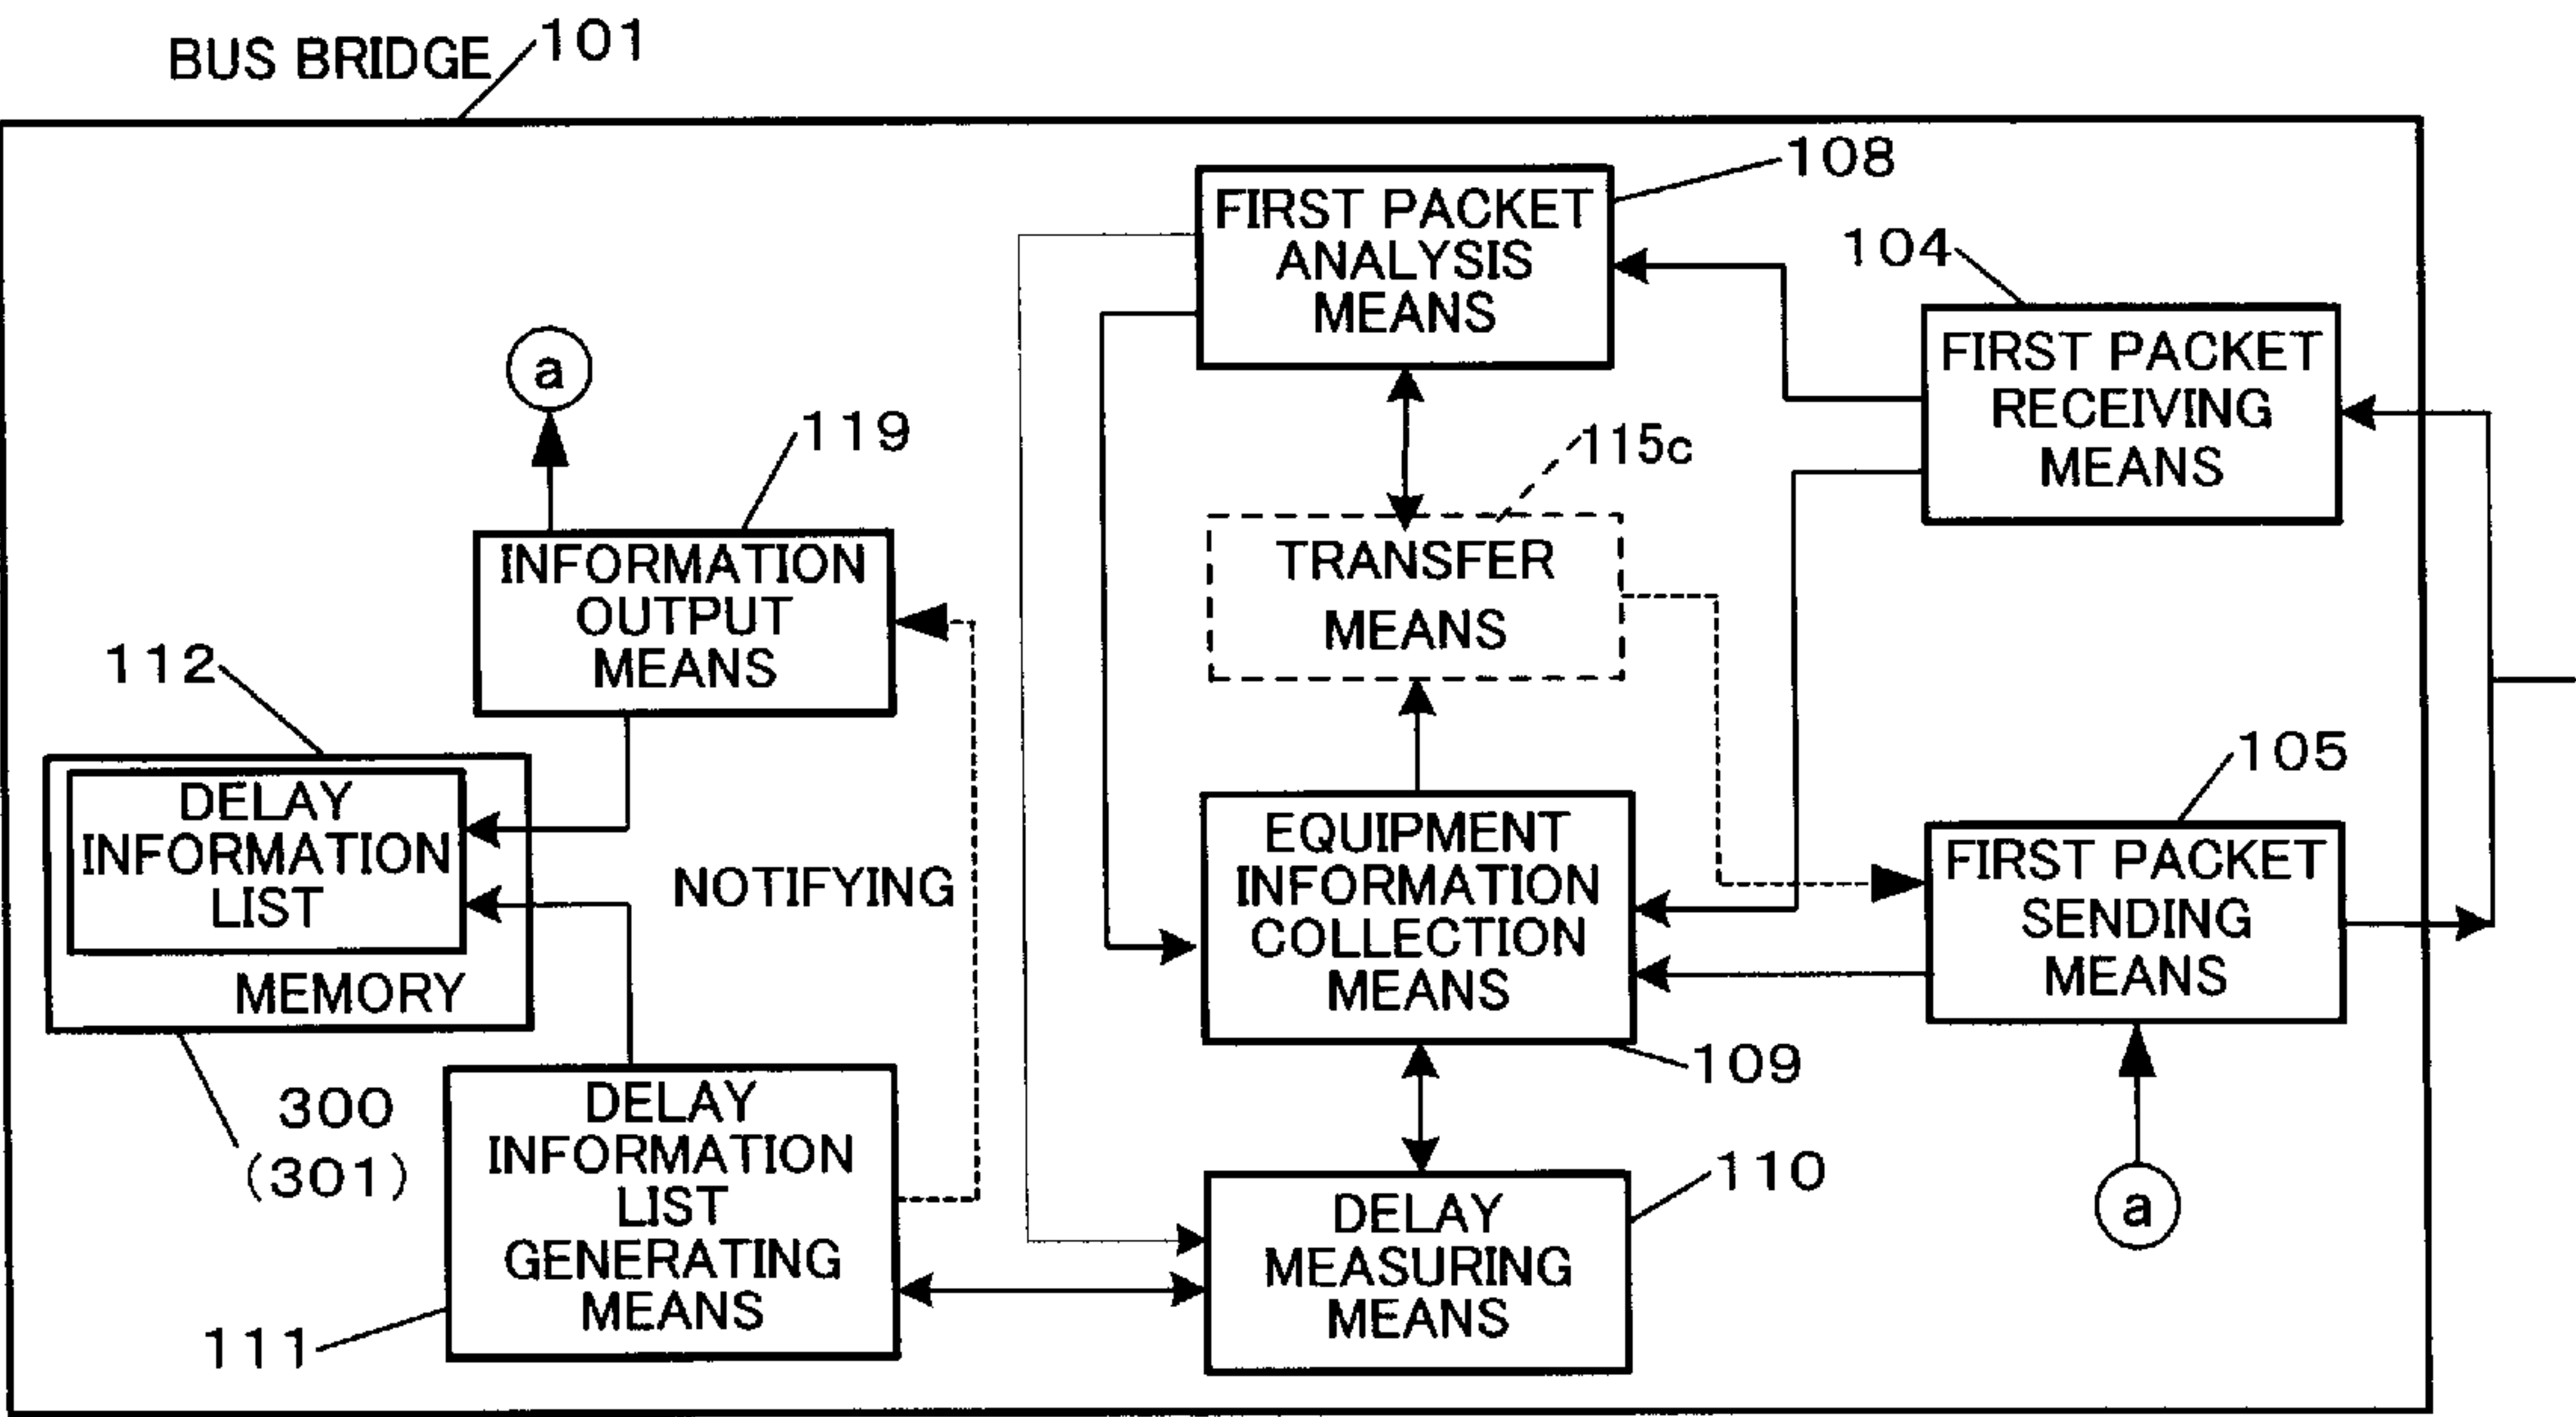 BUS BRIDGE
101
108
FIRST PACKET
ANALYSIS
MEANS
104
FIRST PACKET
RECEIVING
MEANS
a
119
INFORMATION
OUTPUT
MEANS
115c
TRANSFER
MEANS
112
DELAY
INFORMATION
LIST
MEMORY
300
(301)
NOTIFYING
EQUIPMENT
INFORMATION
COLLECTION
MEANS
109
105
FIRST PACKET
SENDING
MEANS
a
DELAY
INFORMATION
LIST
GENERATING
MEANS
111
110
DELAY
MEASURING
MEANS